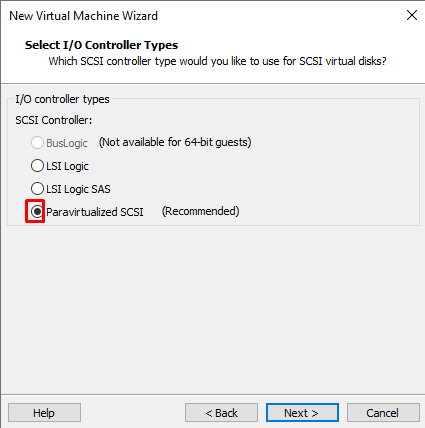 New Virtual Machine Wizard
Select I/O Controller Types
Which SCSI controller type would you like to use for SCSI virtual disks?
I/O controller types
SCSI Controller:
BusLogic (Not available for 64-bit guests)
LSI Logic
LSI Logic SAS
Paravirtualized SCSI (Recommended)
Help < Back Next > Cancel